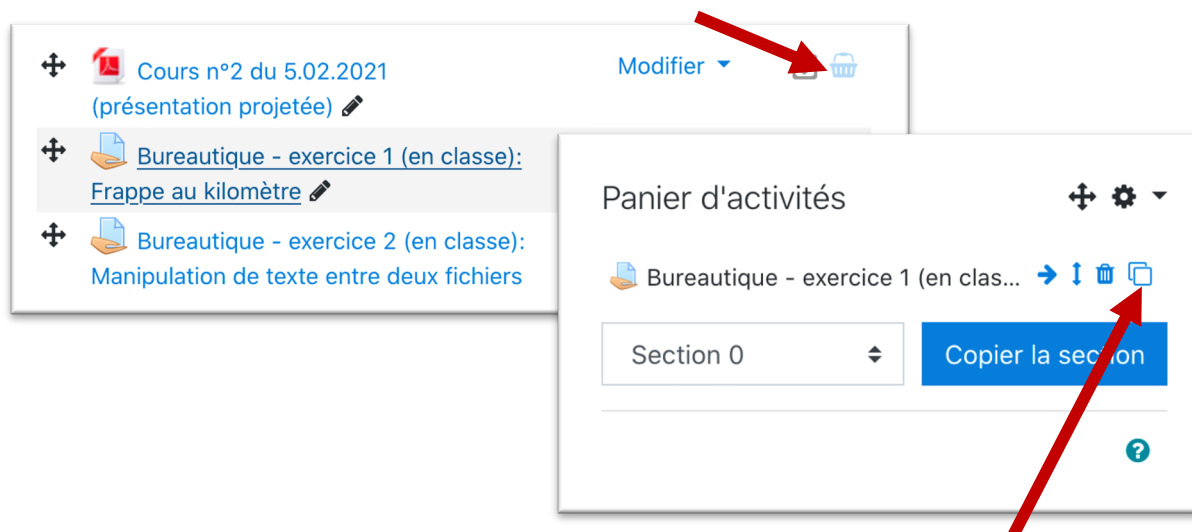 Cours n°2 du 5.02.2021
(présentation projetée)
Modifier
Bureautique - exercice 1 (en classe):
Frappe au kilomètre
Bureautique - exercice 2 (en classe):
Manipulation de texte entre deux fichiers
Panier d'activités
Bureautique - exercice 1 (en clas...
Section 0
Copier la section
?